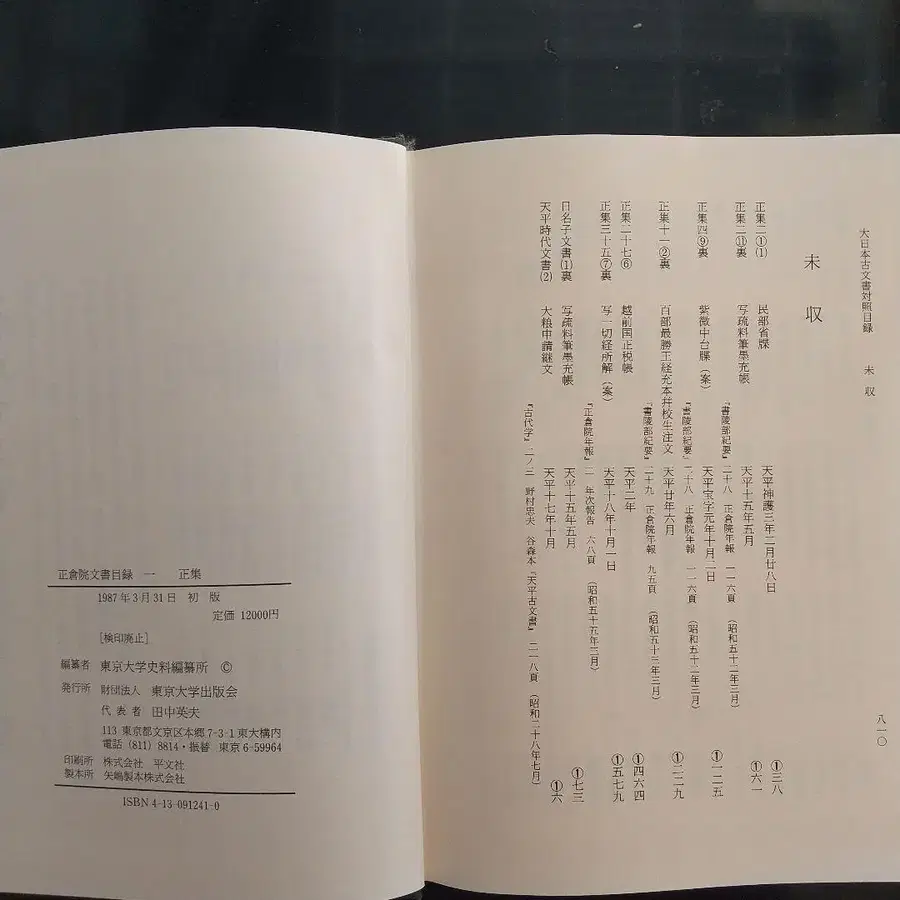 大日本古文書対照目録　未収
未収
正集二①(1)　民部省牒　天平神護三年二月廿八日　①三八
正集二⑪裏　写疏料筆墨充帳　天平十五年五月　①六一
『書陵部紀要』二十八　正倉院年報　一一六頁　(昭和五十二年三月)
正集四⑨裏　紫微中台牒（案）　天平宝字元年十月二日　①一二五
『書陵部紀要』二十八　正倉院年報　一一六頁　(昭和五十二年三月)
正集十一②裏　百部最勝王経充本幷校生注文　天平廿年六月　①二二九
『書陵部紀要』二十九　正倉院年報　九五頁　(昭和五十三年三月)
正集二十七⑥　越前国正税帳　天平二年　①四六四
正集三十五⑦裏　写一切経所解（案）　天平十八年十月一日　①五七九
『正倉院年報』二　年次報告　六八頁　(昭和五十五年三月)
日名子文書(1)裏　写疏料筆墨充帳　天平十五年五月　①七三
天平時代文書(2)　大粮申請継文　天平十七年十月　①六
『古代学』二ノ三　野村忠夫　谷森本『天平古文書』　二一八頁　(昭和二十八年七月)
八一〇
正倉院文書目録　一　正集
1987年3月31日　初　版
定価 12000円
［検印廃止］
編纂者　東京大学史料編纂所 ©
発行所　財団法人　東京大学出版会
代 表 者　田中英夫
113 東京都文京区本郷7-3-1東大構内
電話 (811) 8814・振替 東京 6-59964
印刷所　株式会社　平文社
製本所　矢嶋製本株式会社
ISBN 4-13-091241-0